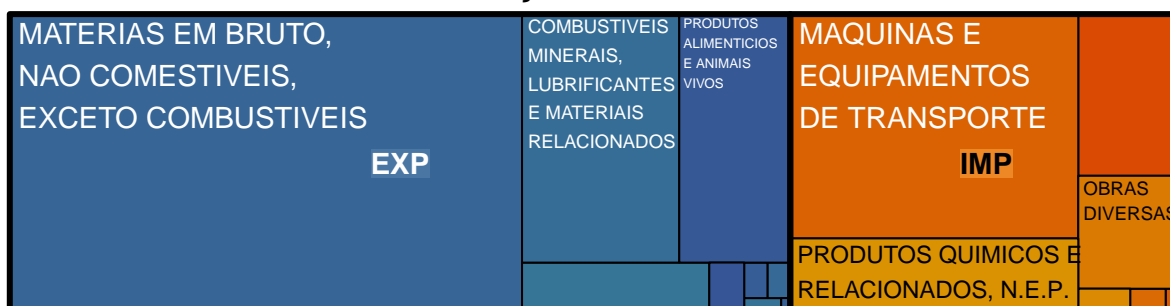 MATERIAS EM BRUTO,
NAO COMESTIVEIS,
EXCETO COMBUSTIVEIS
EXP
COMBUSTIVEIS
MINERAIS,
LUBRIFICANTES
E MATERIAIS
RELACIONADOS
PRODUTOS
ALIMENTICIOS
E ANIMAIS
VIVOS
MAQUINAS E
EQUIPAMENTOS
DE TRANSPORTE
IMP
PRODUTOS QUIMICOS E
RELACIONADOS, N.E.P.
OBRAS
DIVERSAS